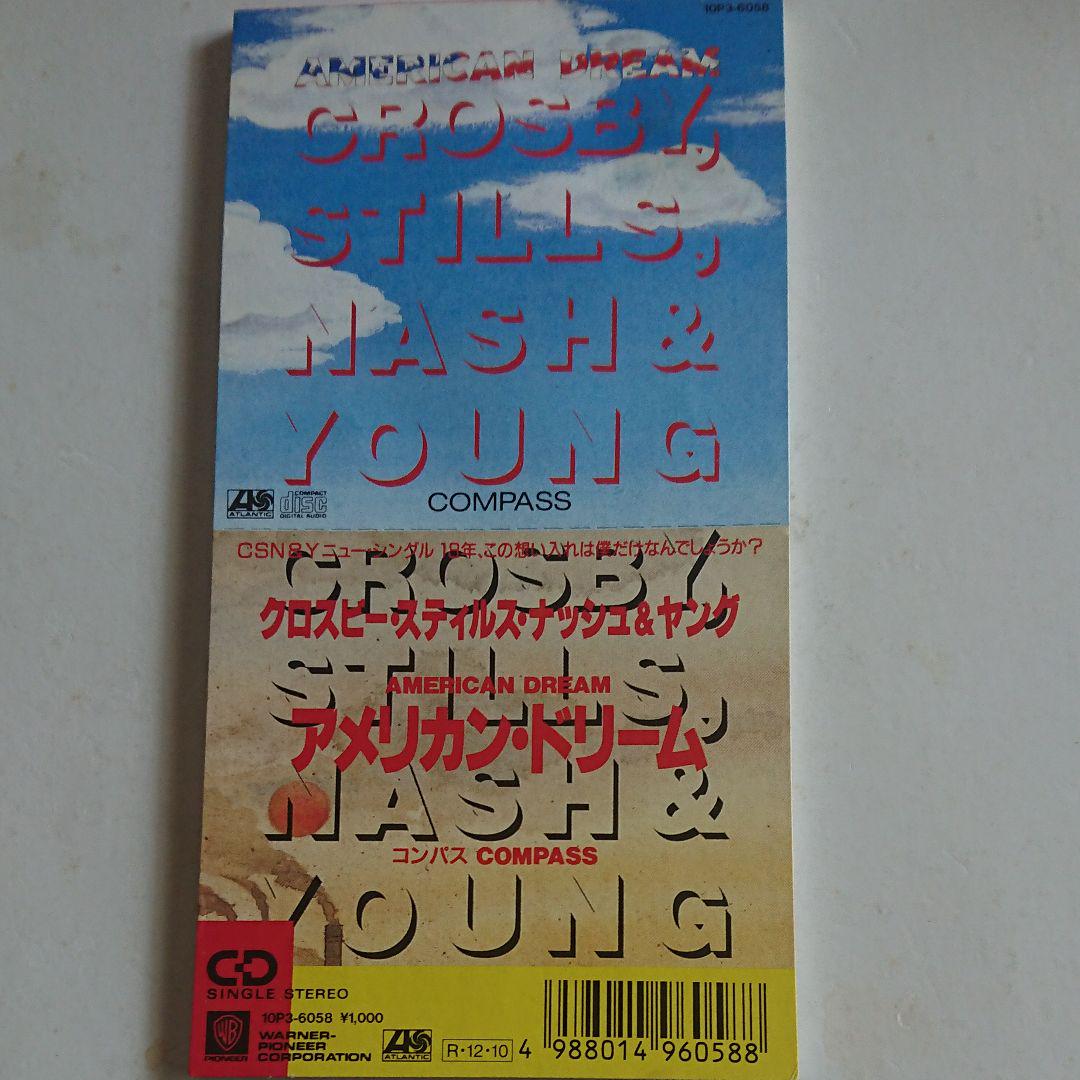 10P3-6058
AMERICAN DREAM
CROSBY,
STILLS,
NASH &
YOUNG
ATLANTIC
COMPACT
disc
DIGITAL AUDIO
COMPASS
CSN&Yニュー・シングル 18年、この想い入れは僕だけなんでしょうか?
CROSBY,
クロスビー・スティルス・ナッシュ&ヤング
STILLS,
AMERICAN DREAM
アメリカン・ドリーム
NASH &
コンパス COMPASS
YOUNG
CD
SINGLE STEREO
10P3-6058 ¥1,000
WB
PIONEER
WARNER-
PIONEER
CORPORATION
ATLANTIC
R・12・10
4 988014 960588